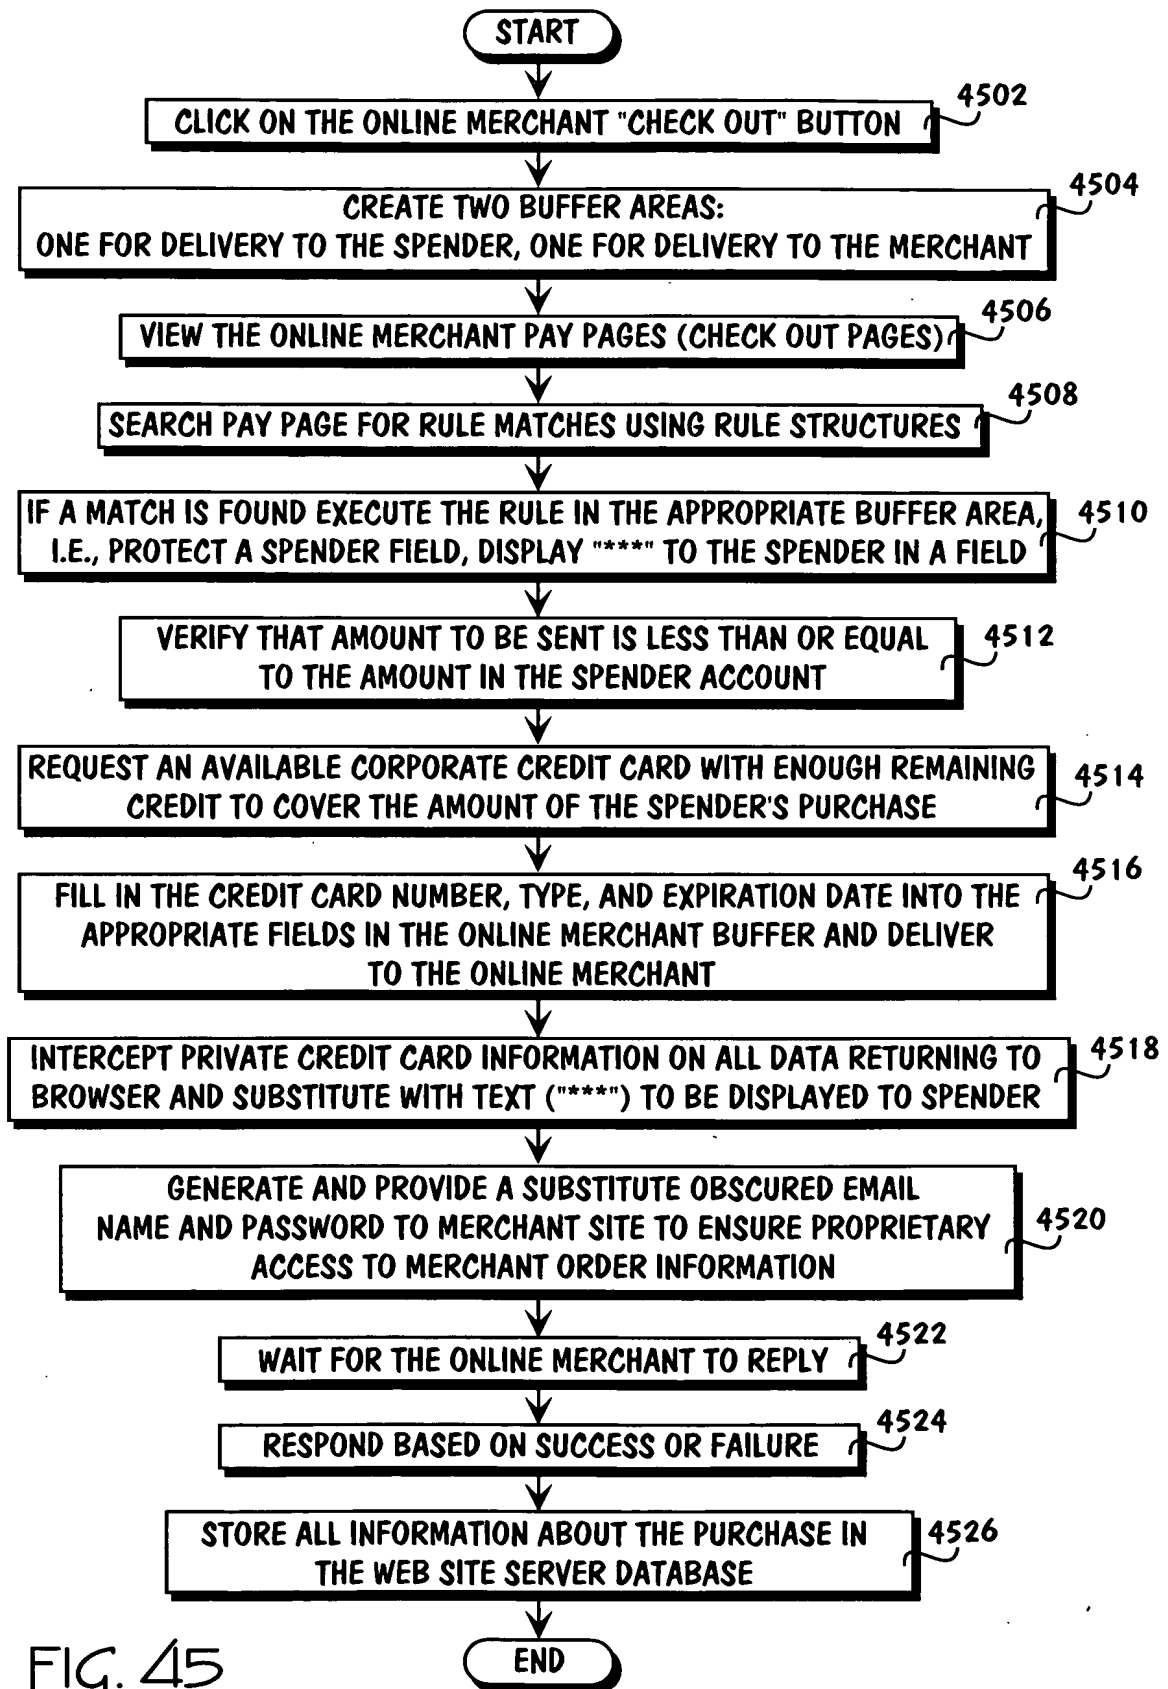 START
4502
CLICK ON THE ONLINE MERCHANT "CHECK OUT" BUTTON
4504
CREATE TWO BUFFER AREAS:
ONE FOR DELIVERY TO THE SPENDER, ONE FOR DELIVERY TO THE MERCHANT
4506
VIEW THE ONLINE MERCHANT PAY PAGES (CHECK OUT PAGES)
4508
SEARCH PAY PAGE FOR RULE MATCHES USING RULE STRUCTURES
4510
IF A MATCH IS FOUND EXECUTE THE RULE IN THE APPROPRIATE BUFFER AREA,
I.E., PROTECT A SPENDER FIELD, DISPLAY "***" TO THE SPENDER IN A FIELD
4512
VERIFY THAT AMOUNT TO BE SENT IS LESS THAN OR EQUAL
TO THE AMOUNT IN THE SPENDER ACCOUNT
4514
REQUEST AN AVAILABLE CORPORATE CREDIT CARD WITH ENOUGH REMAINING
CREDIT TO COVER THE AMOUNT OF THE SPENDER'S PURCHASE
4516
FILL IN THE CREDIT CARD NUMBER, TYPE, AND EXPIRATION DATE INTO THE
APPROPRIATE FIELDS IN THE ONLINE MERCHANT BUFFER AND DELIVER
TO THE ONLINE MERCHANT
4518
INTERCEPT PRIVATE CREDIT CARD INFORMATION ON ALL DATA RETURNING TO
BROWSER AND SUBSTITUTE WITH TEXT ("***") TO BE DISPLAYED TO SPENDER
4520
GENERATE AND PROVIDE A SUBSTITUTE OBSCURED EMAIL
NAME AND PASSWORD TO MERCHANT SITE TO ENSURE PROPRIETARY
ACCESS TO MERCHANT ORDER INFORMATION
4522
WAIT FOR THE ONLINE MERCHANT TO REPLY
4524
RESPOND BASED ON SUCCESS OR FAILURE
4526
STORE ALL INFORMATION ABOUT THE PURCHASE IN
THE WEB SITE SERVER DATABASE
END
FIG. 45